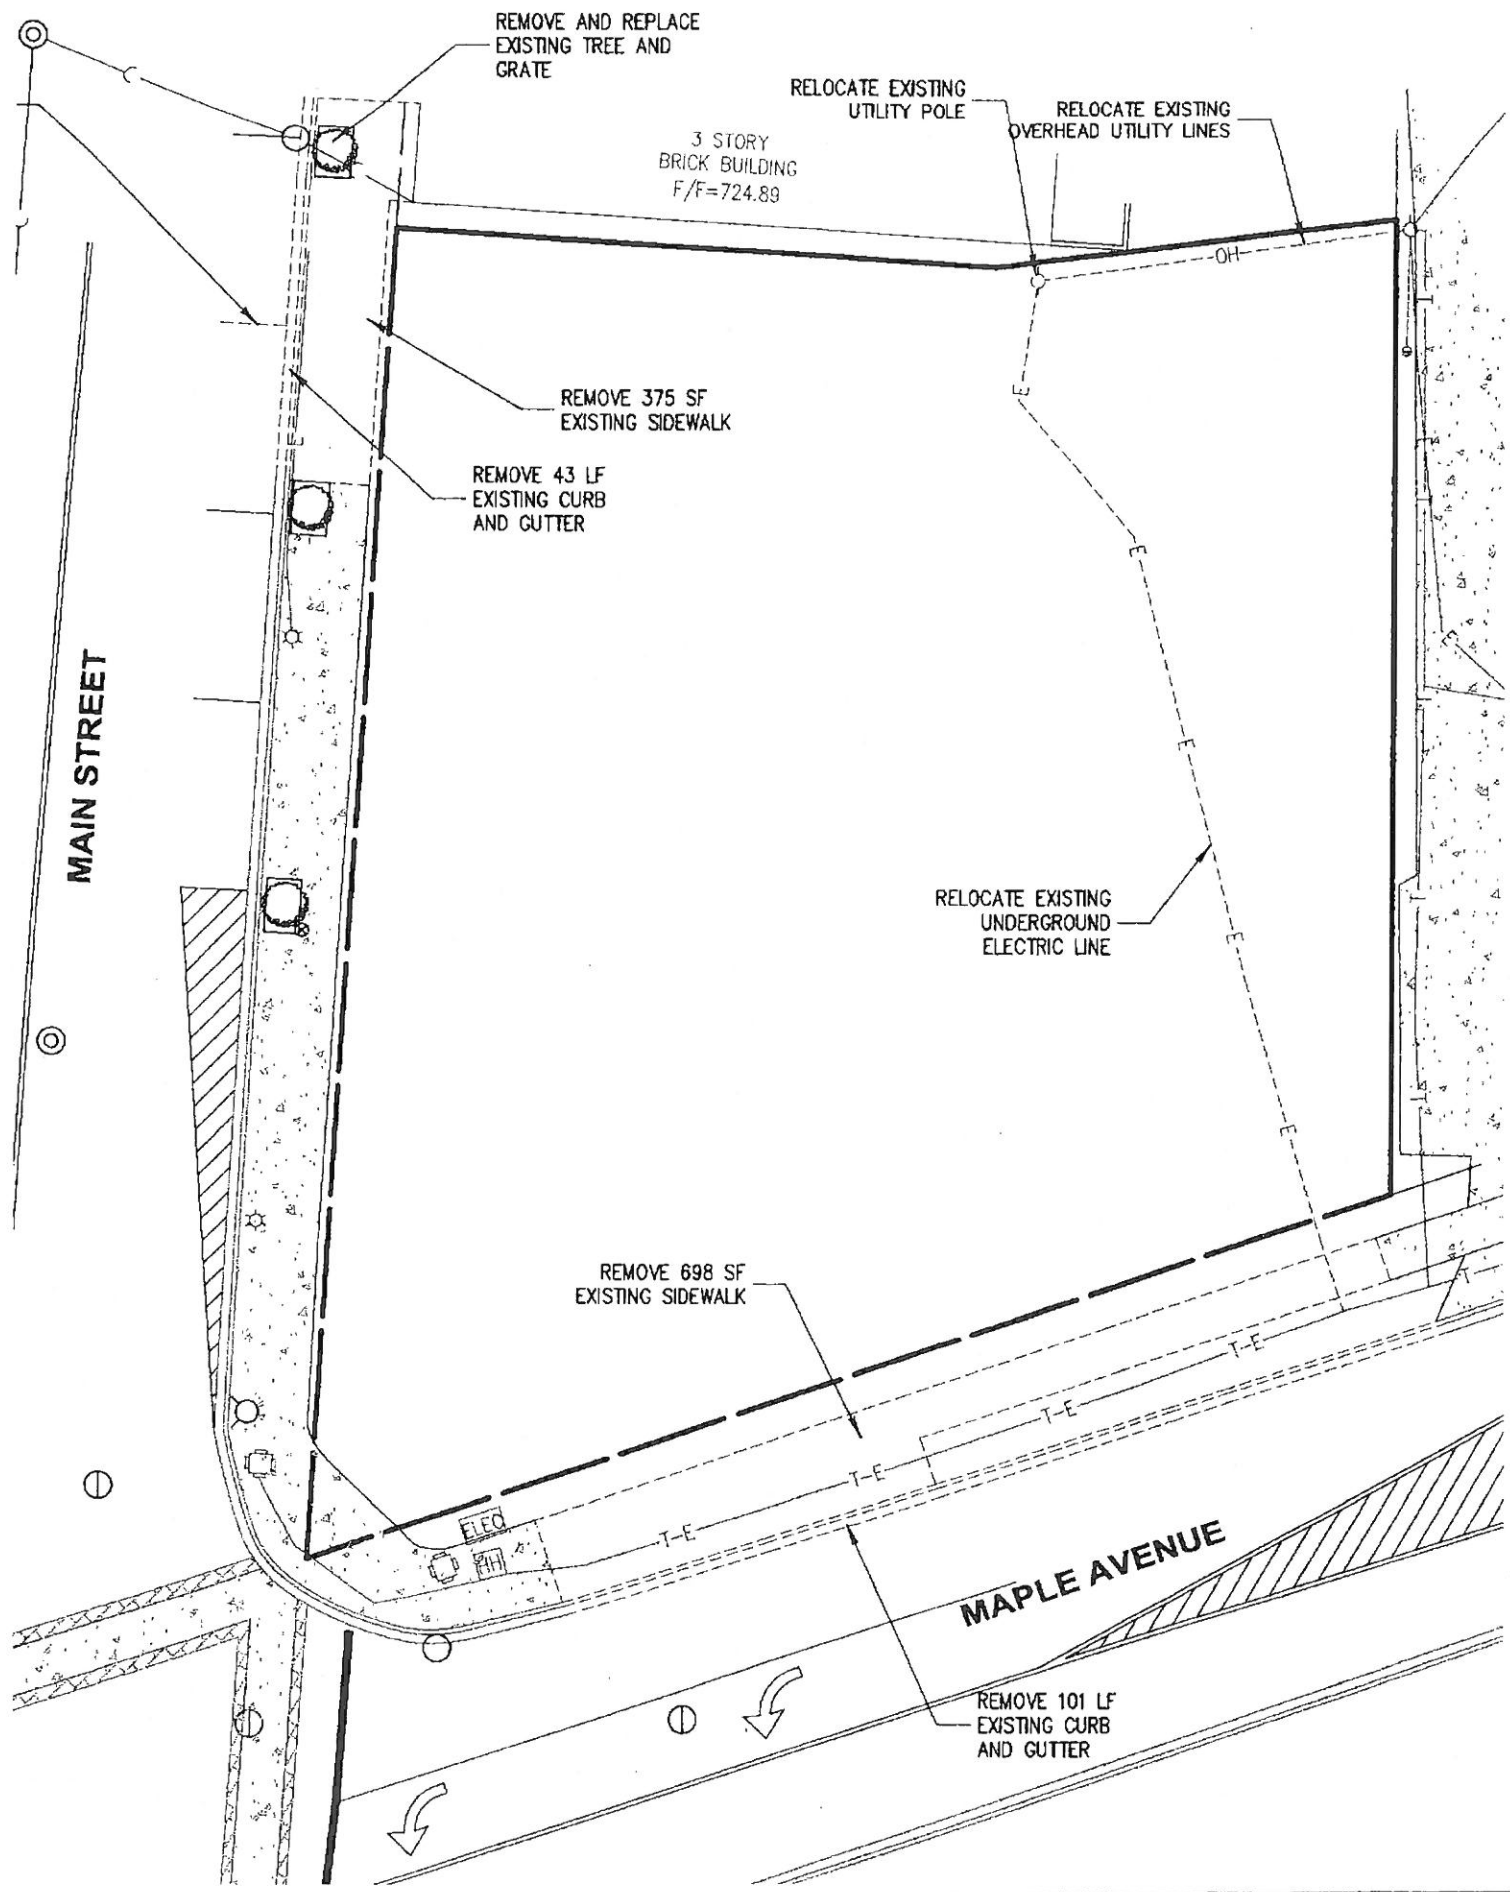 REMOVE AND REPLACE
EXISTING TREE AND
GRATE
RELOCATE EXISTING
UTILITY POLE
RELOCATE EXISTING
OVERHEAD UTILITY LINES
3 STORY
BRICK BUILDING
F/F=724.89
OH
E
REMOVE 375 SF
EXISTING SIDEWALK
REMOVE 43 LF
EXISTING CURB
AND GUTTER
E
E
MAIN STREET
E
RELOCATE EXISTING
UNDERGROUND
ELECTRIC LINE
E
E
REMOVE 698 SF
EXISTING SIDEWALK
T-E
T-E
T-E
T-E
ELEC
HH
MAPLE AVENUE
REMOVE 101 LF
EXISTING CURB
AND GUTTER